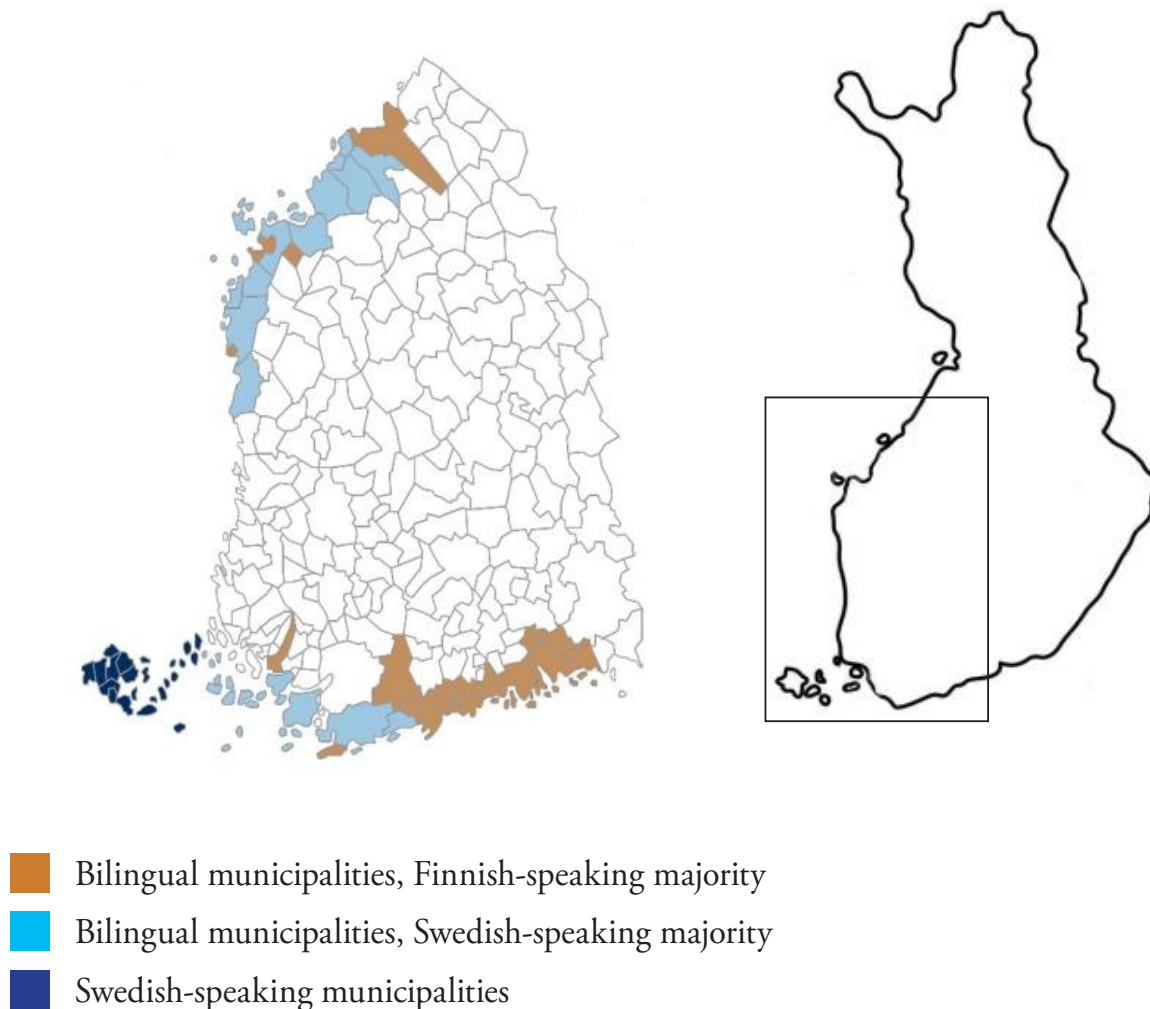 Bilingual municipalities, Finnish-speaking majority
Bilingual municipalities, Swedish-speaking majority
Swedish-speaking municipalities